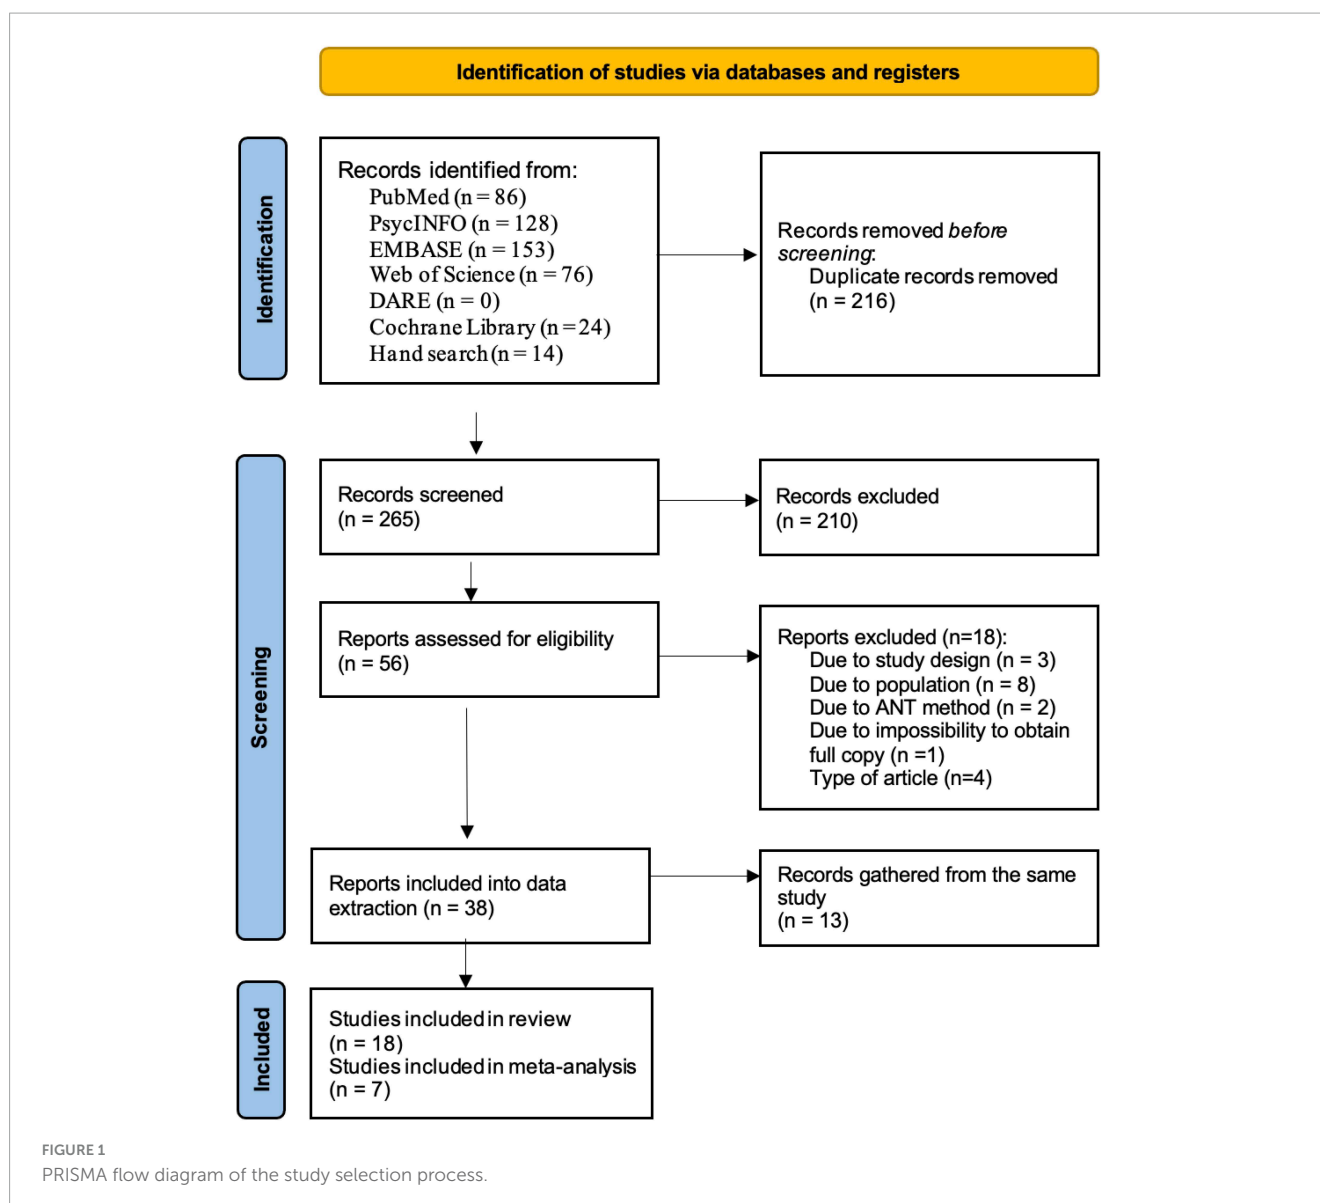 Identification of studies via databases and registers
Identification
Records identified from:
PubMed (n = 86)
PsycINFO (n = 128)
EMBASE (n = 153)
Web of Science (n = 76)
DARE (n = 0)
Cochrane Library (n = 24)
Hand search (n = 14)
Records removed before
screening:
Duplicate records removed
(n = 216)
Screening
Records screened
(n = 265)
Records excluded
(n = 210)
Reports assessed for eligibility
(n = 56)
Reports excluded (n=18):
Due to study design (n = 3)
Due to population (n = 8)
Due to ANT method (n = 2)
Due to impossibility to obtain
full copy (n =1)
Type of article (n=4)
Reports included into data
extraction (n = 38)
Records gathered from the same
study
(n = 13)
Included
Studies included in review
(n = 18)
Studies included in meta-analysis
(n = 7)
FIGURE 1
PRISMA flow diagram of the study selection process.